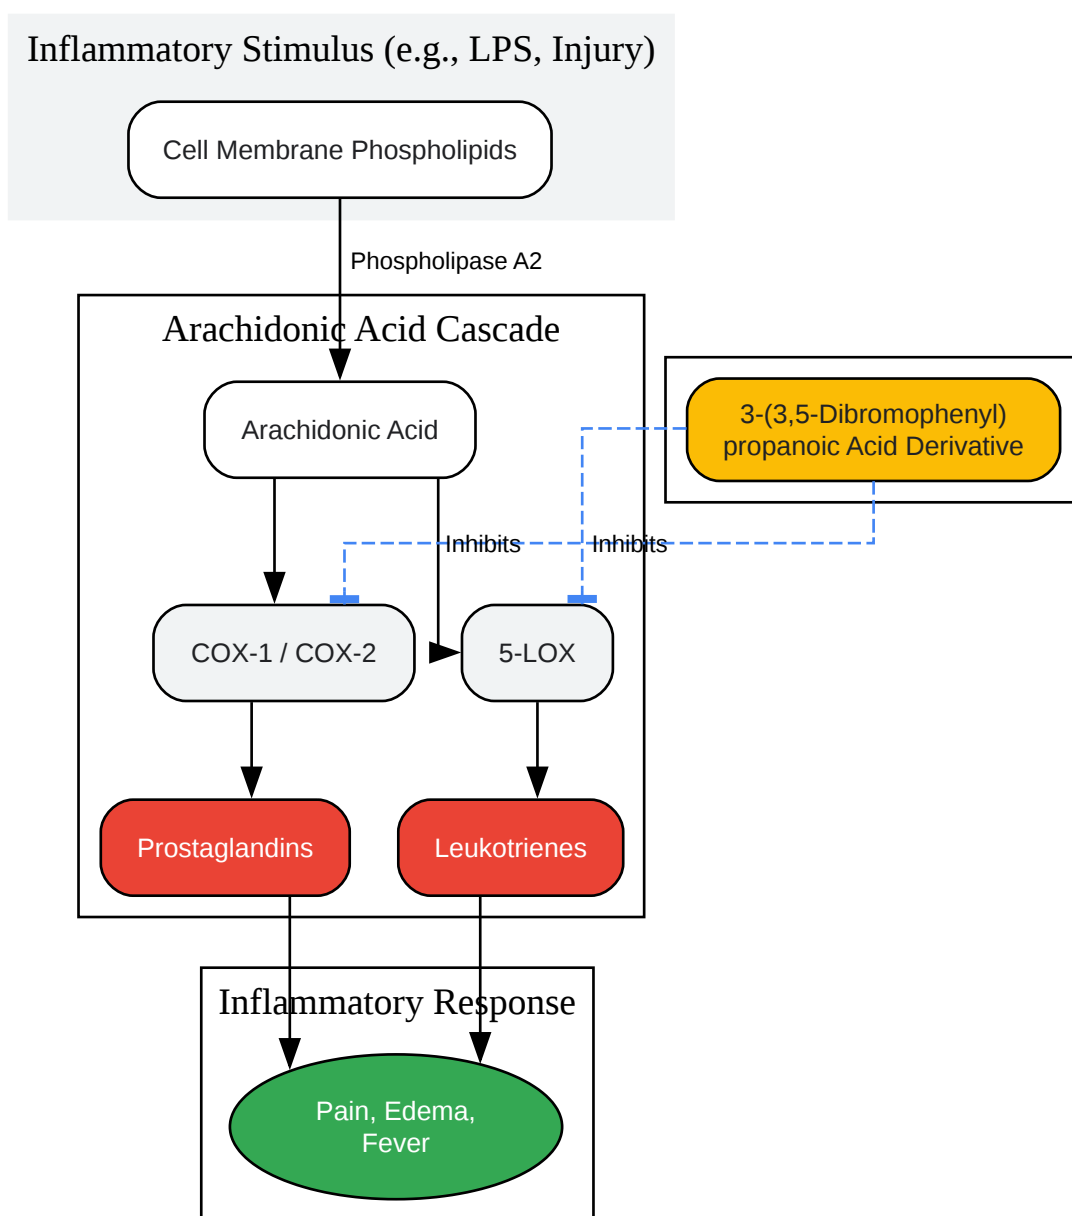 Inflammatory Stimulus (e.g., LPS, Injury)
Cell Membrane Phospholipids
Phospholipase A2
Arachidonic Acid Cascade
Arachidonic Acid
3-(3,5-Dibromophenyl)
propanoic Acid Derivative
Inhibits
Inhibits
COX-1 / COX-2
5-LOX
Prostaglandins
Leukotrienes
Inflammatory Response
Pain, Edema,
Fever